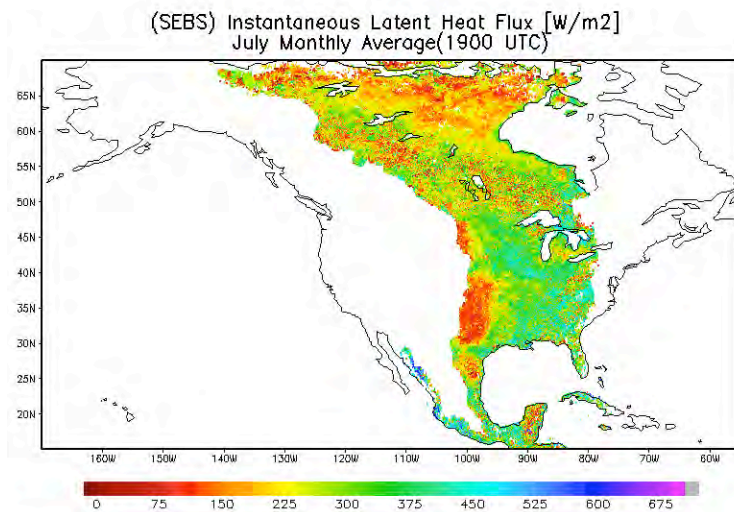 (SEBS) Instantaneous Latent Heat Flux [W/m2]
July Monthly Average(1900 UTC)
65N
60N
55N
50N
45N
40N
35N
30N
25N
20N
160W 150W 140W 130W 120W 110W 100W 90W 80W 70W 60W
0 75 150 225 300 375 450 525 600 675